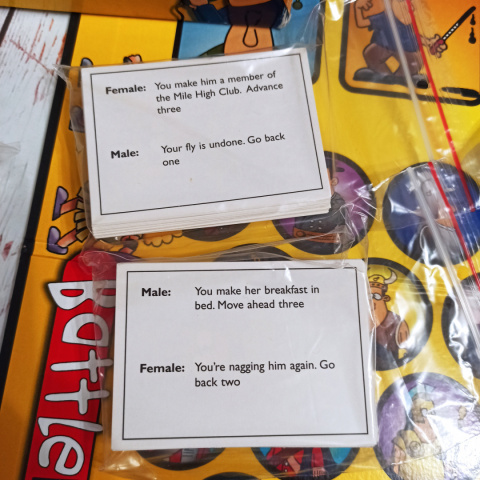 Female: You make him a member of
the Mile High Club. Advance
three
Male: Your fly is undone. Go back
one
Male: You make her breakfast in
bed. Move ahead three
Female: You're nagging him again. Go
back two
Battle